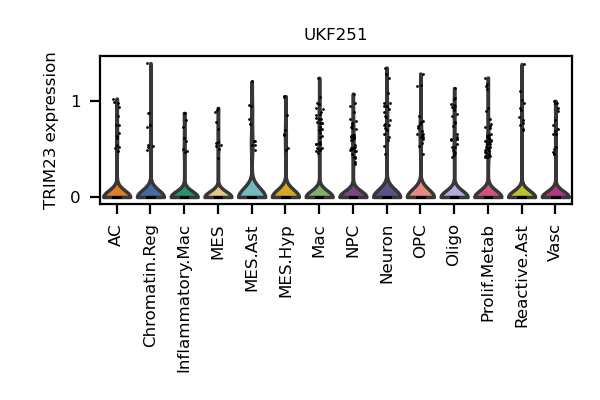 UKF251
TRIM23 expression
1
0
AC
Chromatin.Reg
Inflammatory.Mac
MES
MES.Ast
MES.Hyp
Mac
NPC
Neuron
OPC
Oligo
Prolif.Metab
Reactive.Ast
Vasc